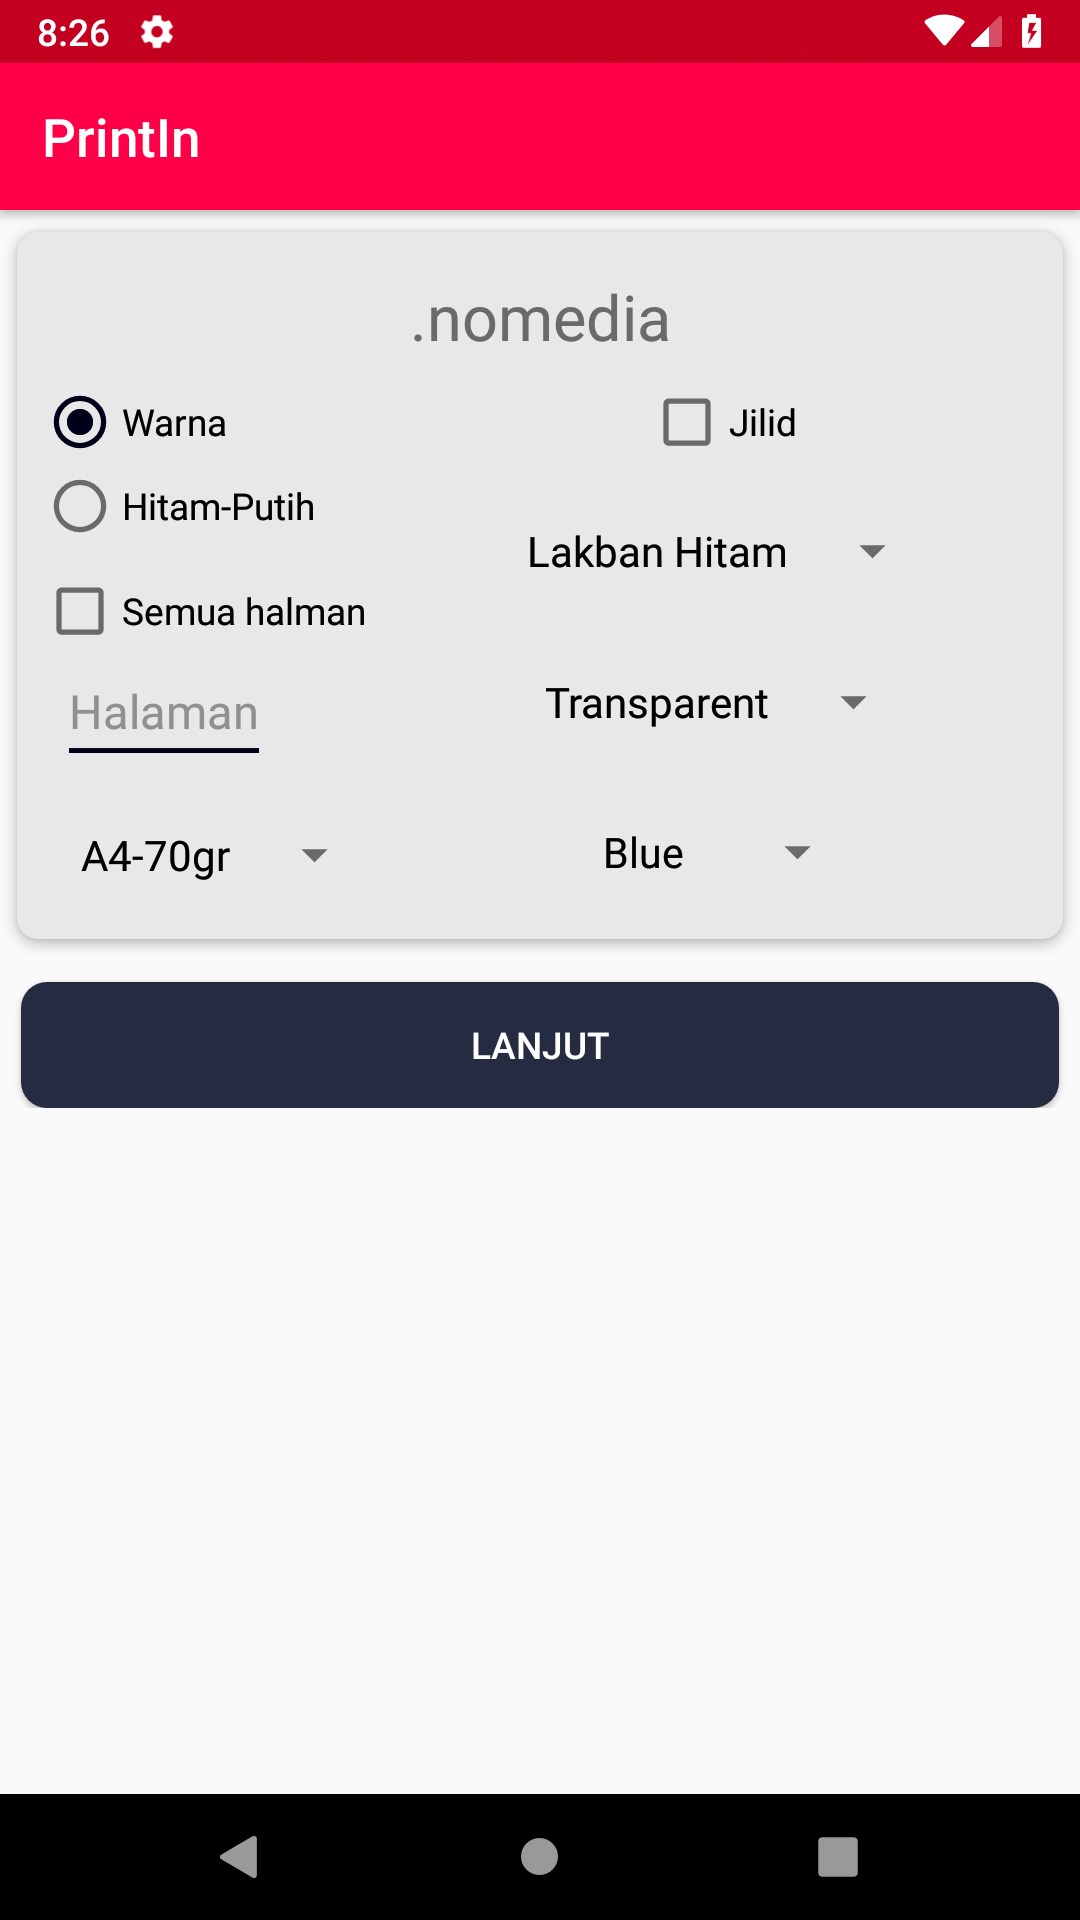 8:26
PrintIn
.nomedia
Warna
Jilid
Hitam-Putih
Lakban Hitam
Semua halman
Halaman
Transparent
A4-70gr
Blue
LANJUT